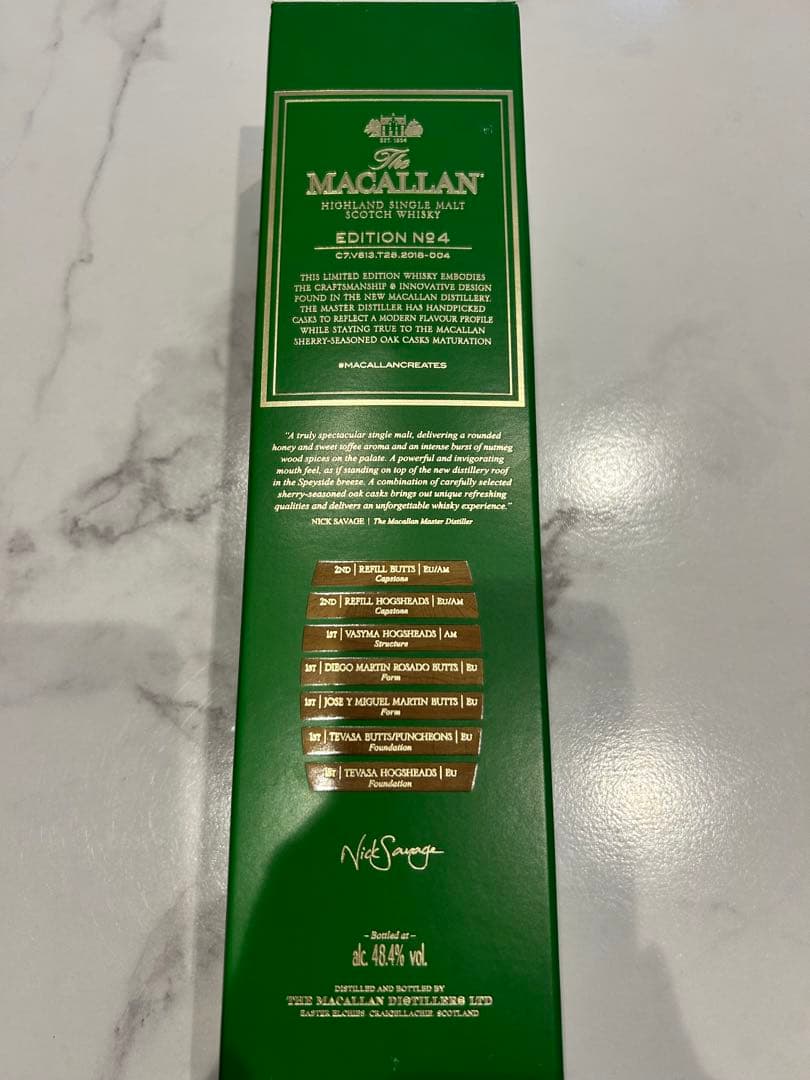 EST. 1824
The
MACALLAN
HIGHLAND SINGLE MALT
SCOTCH WHISKY
EDITION Nº4
C7.V613.T28.2018-004
THIS LIMITED EDITION WHISKY EMBODIES
THE CRAFTSMANSHIP & INNOVATIVE DESIGN
FOUND IN THE NEW MACALLAN DISTILLERY.
THE MASTER DISTILLER HAS HANDPICKED
CASKS TO REFLECT A MODERN FLAVOUR PROFILE
WHILE STAYING TRUE TO THE MACALLAN
SHERRY-SEASONED OAK CASKS MATURATION
#MACALLANCREATES
"A truly spectacular single malt, delivering a rounded
honey and sweet toffee aroma and an intense burst of nutmeg
wood spices on the palate. A powerful and invigorating
mouth feel, as if standing on top of the new distillery roof
in the Speyside breeze. A combination of carefully selected
sherry-seasoned oak casks brings out unique refreshing
qualities and delivers an unforgettable whisky experience."
NICK SAVAGE | The Macallan Master Distiller
2ND | REFILL BUTTS | EU/AM
Capstone
2ND | REFILL HOGSHEADS | EU/AM
Capstone
1ST | VASYMA HOGSHEADS | AM
Structure
1ST | DIEGO MARTIN ROSADO BUTTS | EU
Form
1ST | JOSE Y MIGUEL MARTIN BUTTS | EU
Form
1ST | TEVASA BUTTS/PUNCHEONS | EU
Foundation
1ST | TEVASA HOGSHEADS | EU
Foundation
Nick Savage
- Bottled at -
alc. 48.4% vol.
DISTILLED AND BOTTLED BY
THE MACALLAN DISTILLERS LTD
EASTER ELCHIES CRAIGELLACHIE SCOTLAND